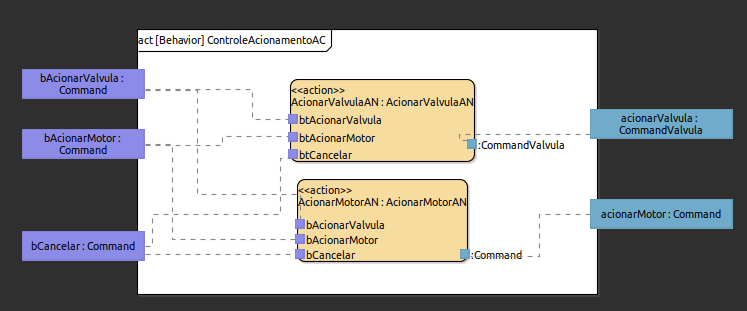 act [Behavior] ControleAcionamentoAC
bAcionarValvula :
Command
bAcionarMotor :
Command
bCancelar : Command
<<action>>
AcionarValvulaAN : AcionarValvulaAN
btAcionarValvula
btAcionarMotor
btCancelar
:CommandValvula
<<action>>
AcionarMotorAN : AcionarMotorAN
bAcionarValvula
bAcionarMotor
bCancelar
:Command
acionarValvula :
CommandValvula
acionarMotor : Command